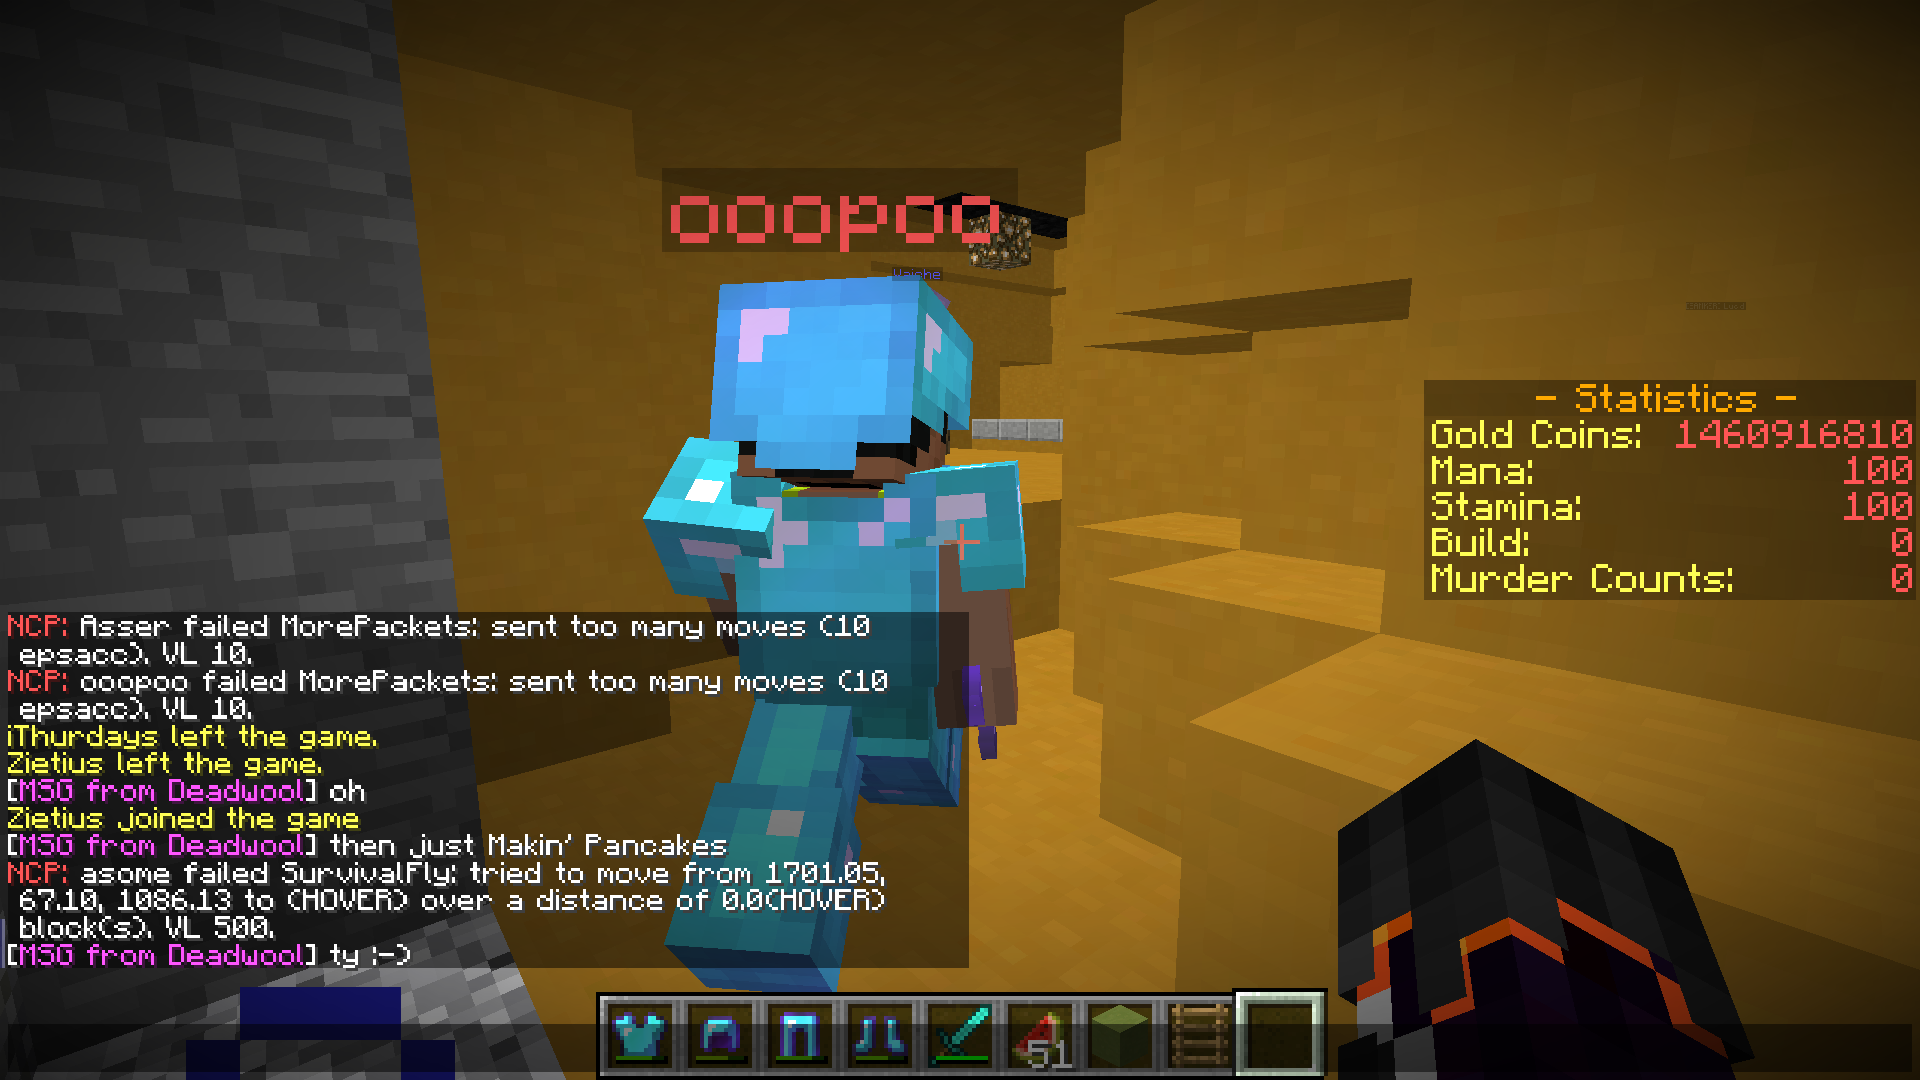 ooopoo
Waishe
- Statistics -
Gold Coins: 1460916810
Mana: 100
Stamina: 100
Build: 0
Murder Counts: 0
NCP: Asser failed MorePackets: sent too many moves (10
epsacc). VL 10.
NCP: ooopoo failed MorePackets: sent too many moves (10
epsacc). VL 10.
iThurdays left the game.
Zietius left the game.
[MSG from Deadwool] oh
Zietius joined the game
[MSG from Deadwool] then just Makin' Pancakes
NCP: asome failed SurvivalFly: tried to move from 1701.05,
67.10, 1086.13 to (HOVER) over a distance of 0.0(HOVER)
block(s). VL 500.
[MSG from Deadwool] ty :-)
51